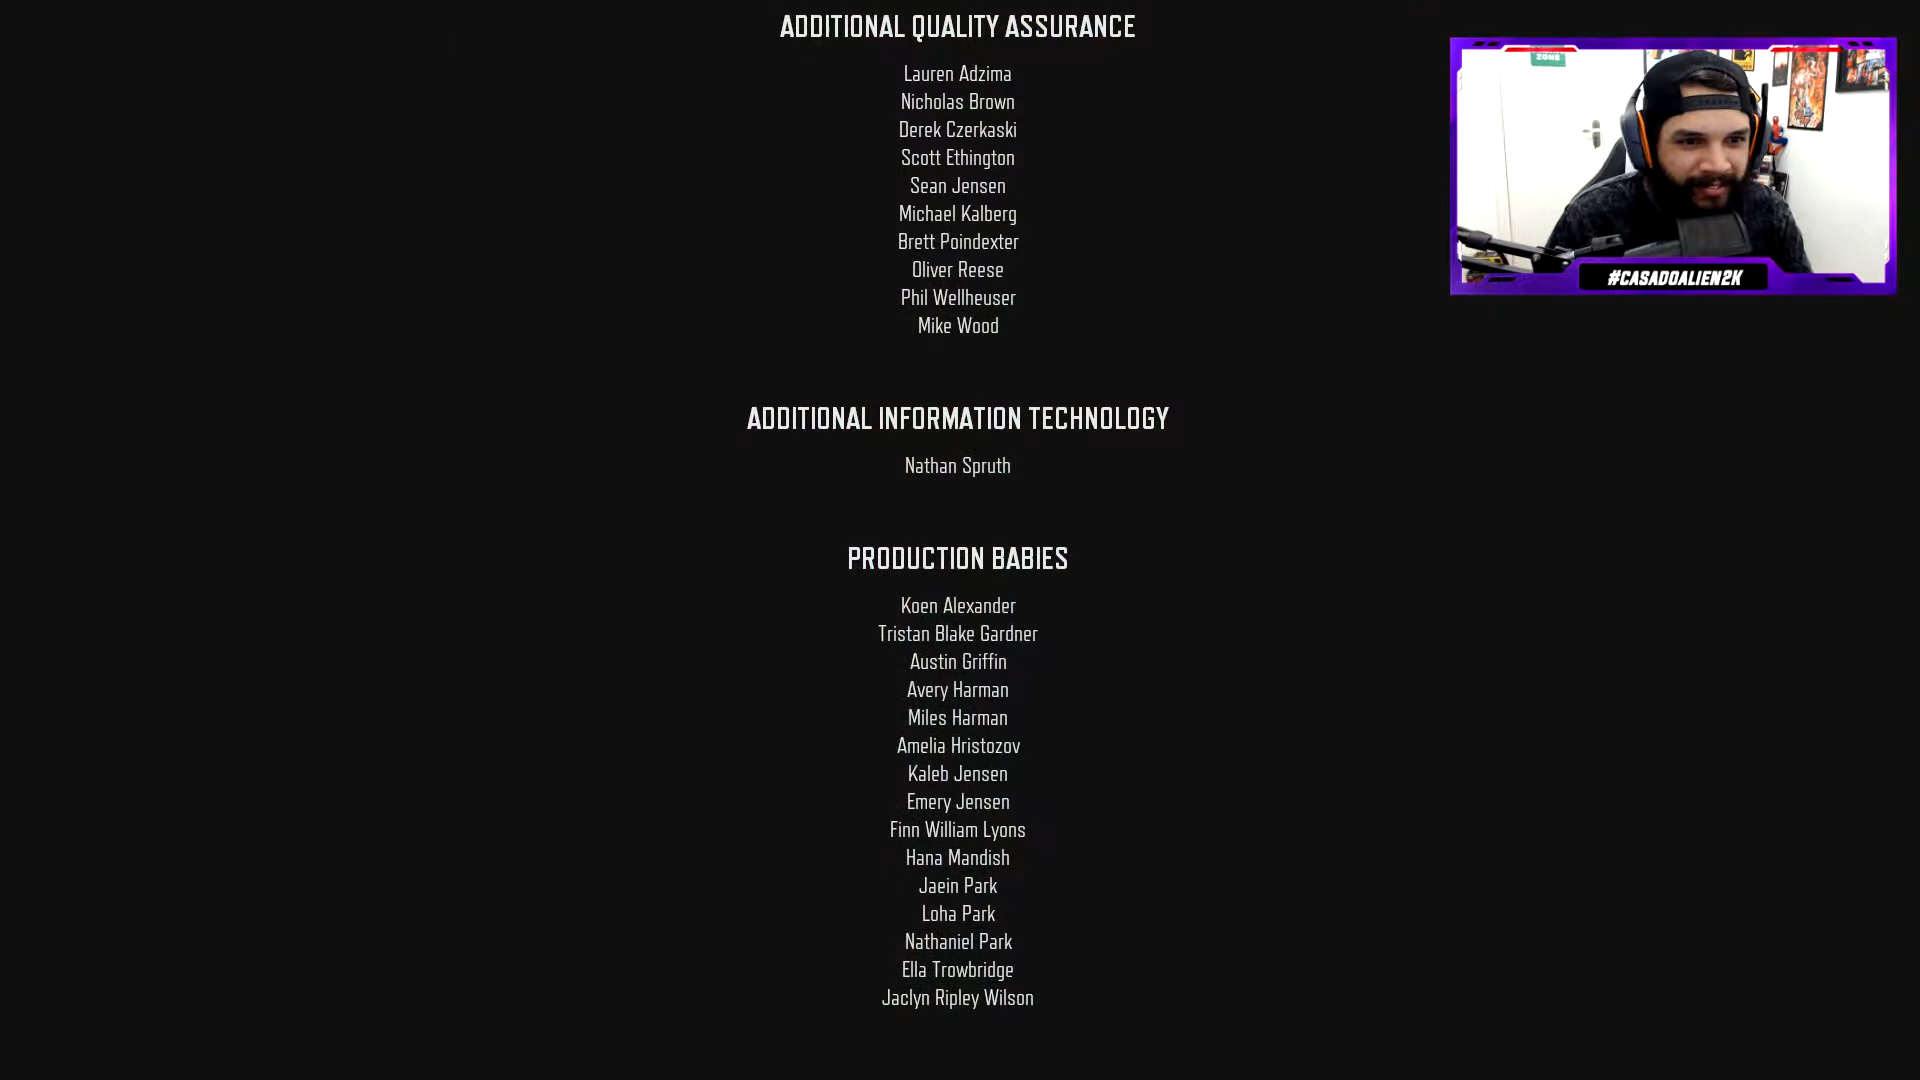 ADDITIONAL QUALITY ASSURANCE
Lauren Adzima
Nicholas Brown
Derek Czerkaski
Scott Ethington
Sean Jensen
Michael Kalberg
Brett Poindexter
Oliver Reese
Phil Wellheuser
Mike Wood
ADDITIONAL INFORMATION TECHNOLOGY
Nathan Spruth
PRODUCTION BABIES
Koen Alexander
Tristan Blake Gardner
Austin Griffin
Avery Harman
Miles Harman
Amelia Hristozov
Kaleb Jensen
Emery Jensen
Finn William Lyons
Hana Mandish
Jaein Park
Loha Park
Nathaniel Park
Ella Trowbridge
Jaclyn Ripley Wilson
ZONE
#CASADOALIEN2K